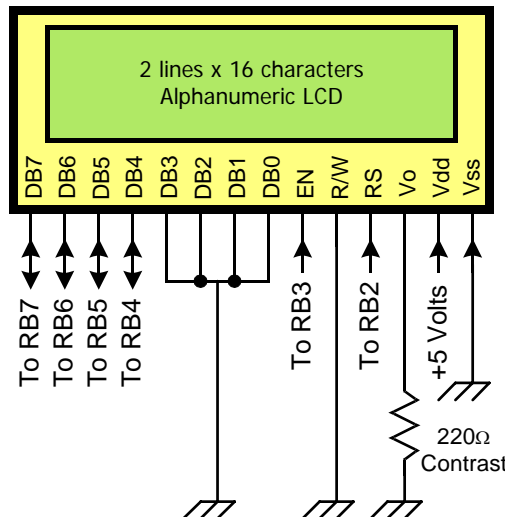 2 lines x 16 characters
Alphanumeric LCD
DB7
DB6
DB5
DB4
DB3
DB2
DB1
DB0
EN
R/W
RS
Vo
Vdd
Vss
To RB7
To RB6
To RB5
To RB4
To RB3
To RB2
+5 Volts
220Ω
Contrast